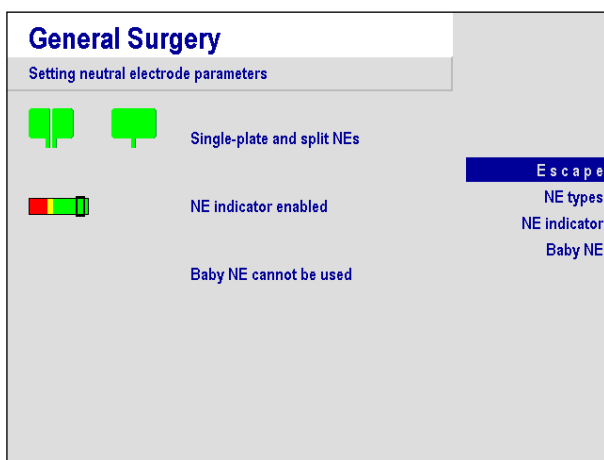 General Surgery
Setting neutral electrode parameters
Single-plate and split NEs
NE indicator enabled
Baby NE cannot be used
Escape
NE types
NE indicator
Baby NE